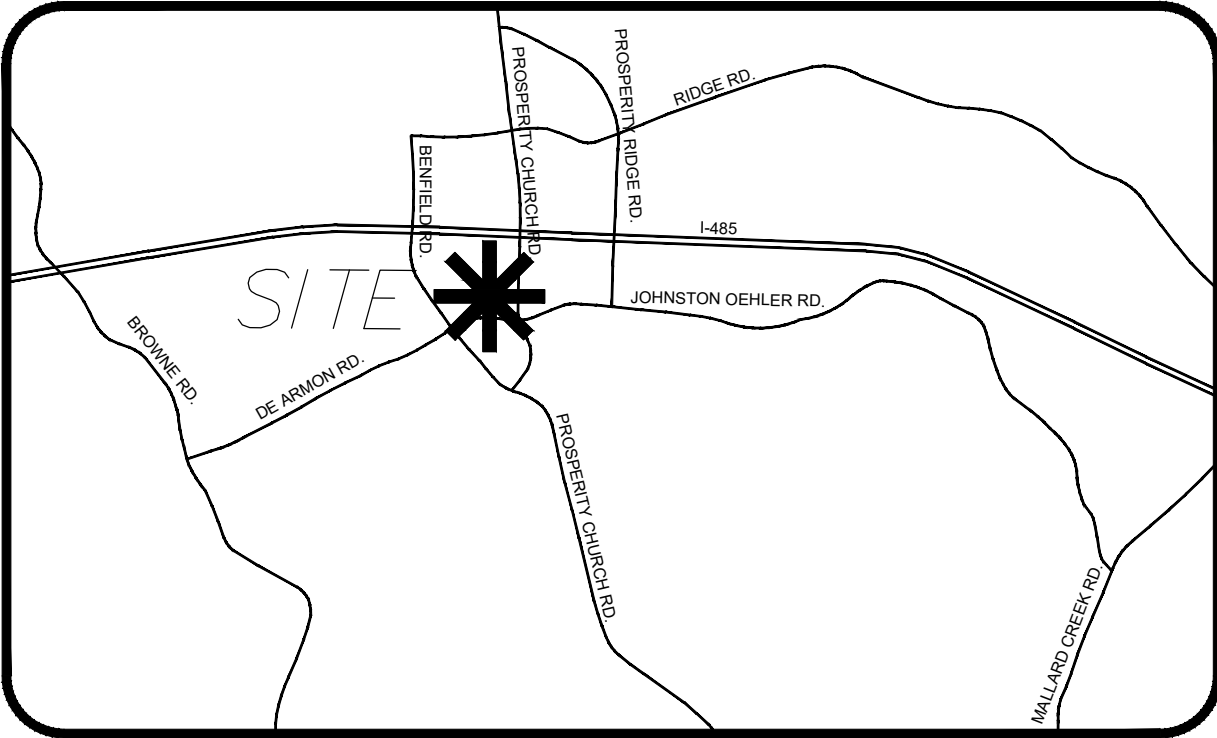 PROSPERITY CHURCH RD.
PROSPERITY RIDGE RD.
RIDGE RD.
BENFIELD RD.
I-485
SITE
JOHNSTON OEHLER RD.
BROWNE RD.
DE ARMON RD.
PROSPERITY CHURCH RD.
MALLARD CREEK RD.